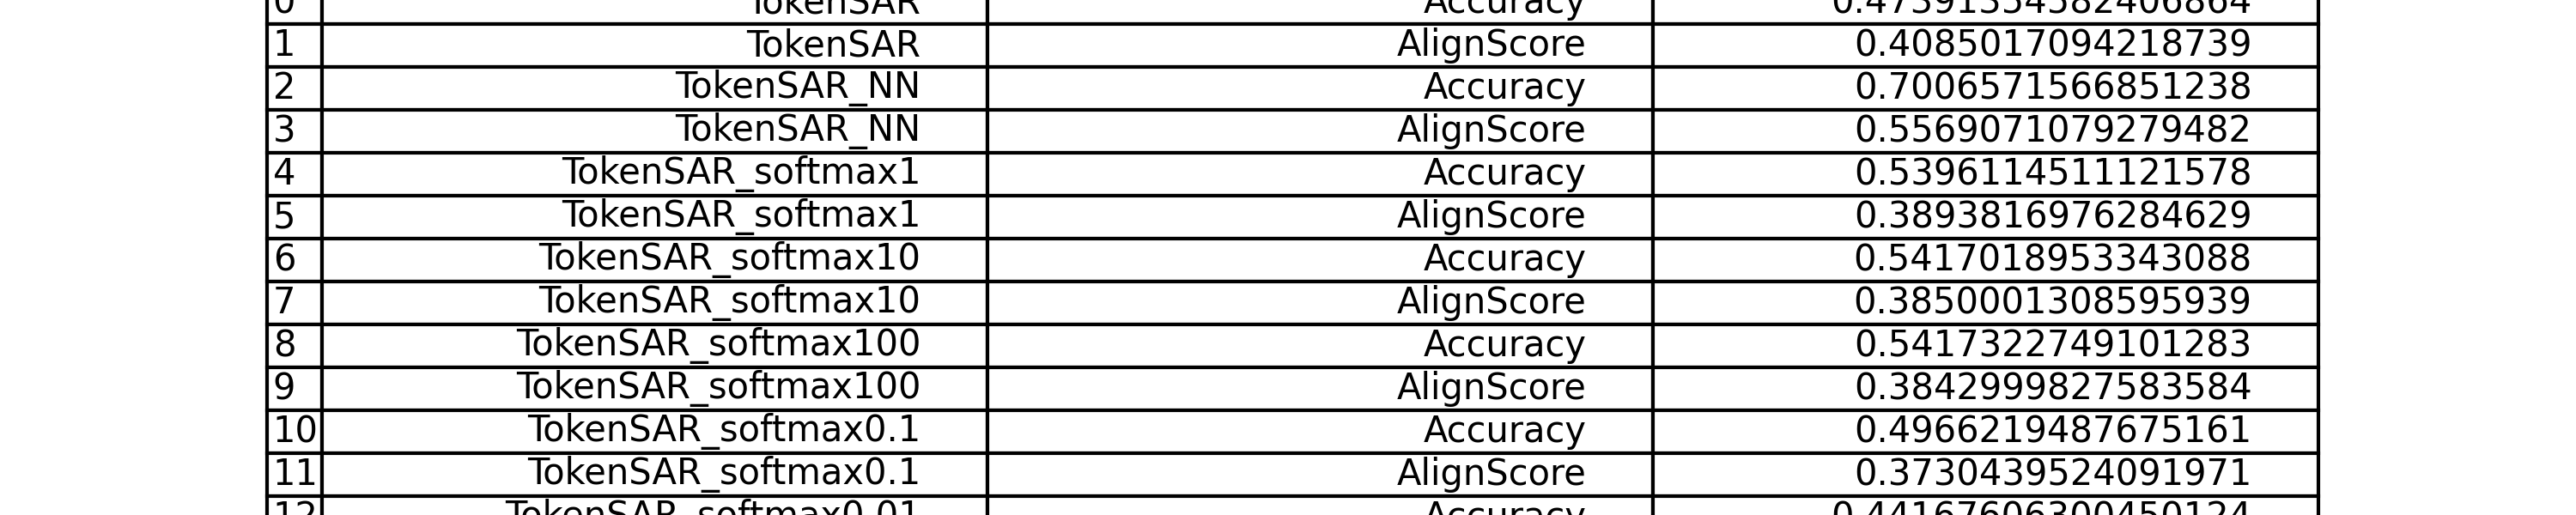 0 TokenSAR Accuracy 0.47391354582406864
1 TokenSAR AlignScore 0.4085017094218739
2 TokenSAR_NN Accuracy 0.7006571566851238
3 TokenSAR_NN AlignScore 0.5569071079279482
4 TokenSAR_softmax1 Accuracy 0.5396114511121578
5 TokenSAR_softmax1 AlignScore 0.3893816976284629
6 TokenSAR_softmax10 Accuracy 0.5417018953343088
7 TokenSAR_softmax10 AlignScore 0.3850001308595939
8 TokenSAR_softmax100 Accuracy 0.5417322749101283
9 TokenSAR_softmax100 AlignScore 0.3842999827583584
10 TokenSAR_softmax0.1 Accuracy 0.4966219487675161
11 TokenSAR_softmax0.1 AlignScore 0.3730439524091971
12 TokenSAR_softmax0.01 Accuracy 0.44167606300450124